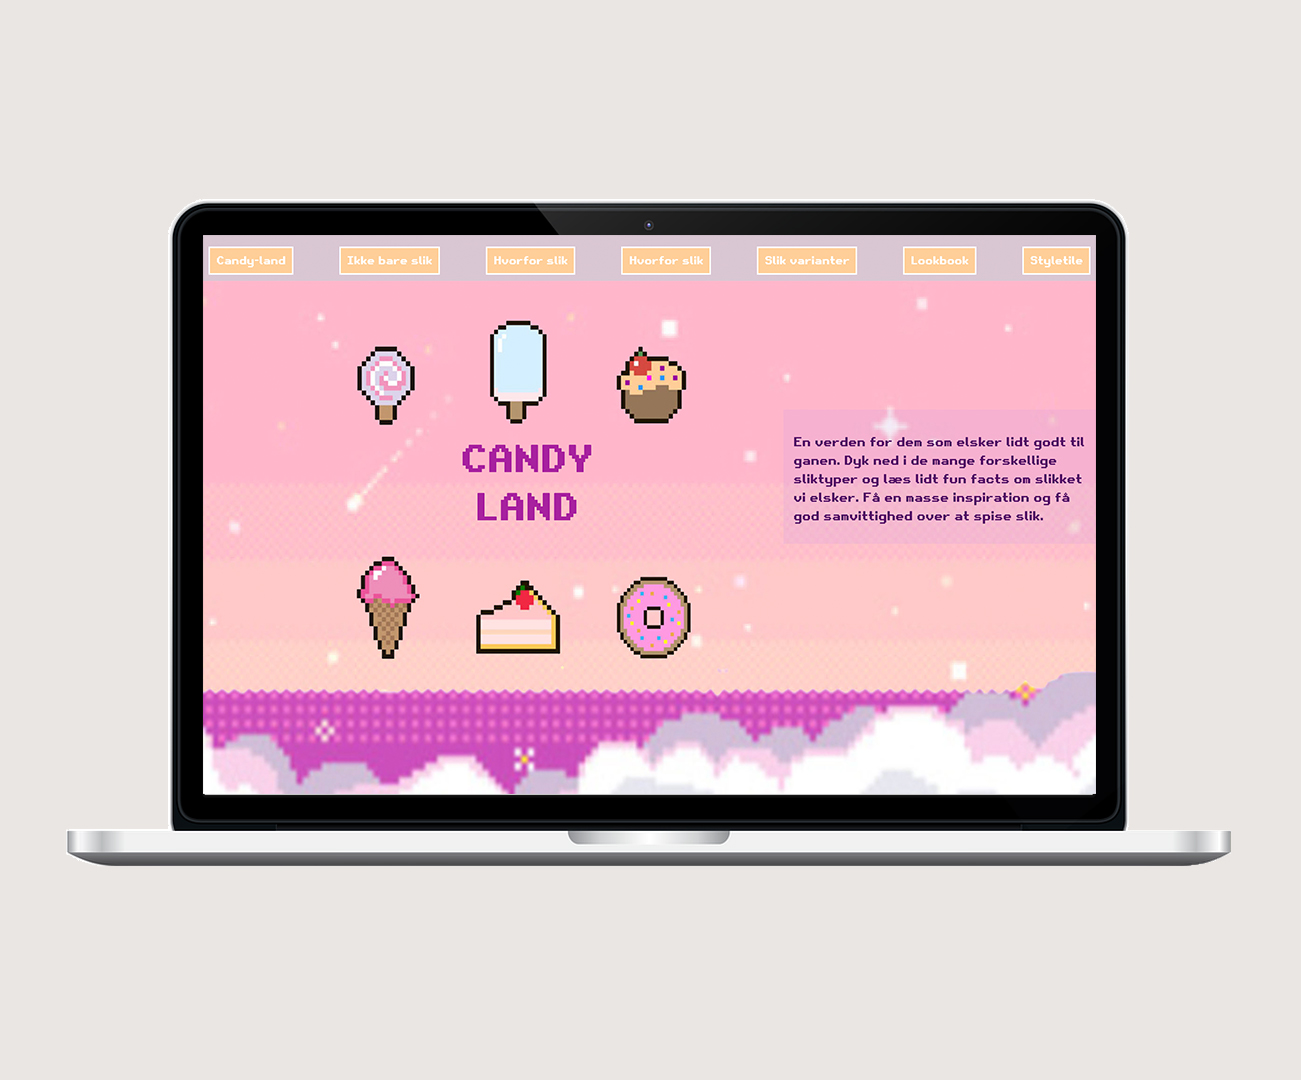 Candy-land
Ikke bare slik
Hvorfor slik
Hvorfor slik
Slik varianter
Lookbook
Styletile
CANDY
LAND
En verden for dem som elsker lidt godt til
ganen. Dyk ned i de mange forskellige
sliktyper og læs lidt fun facts om slikket
vi elsker. Få en masse inspiration og få
god samvittighed over at spise slik.